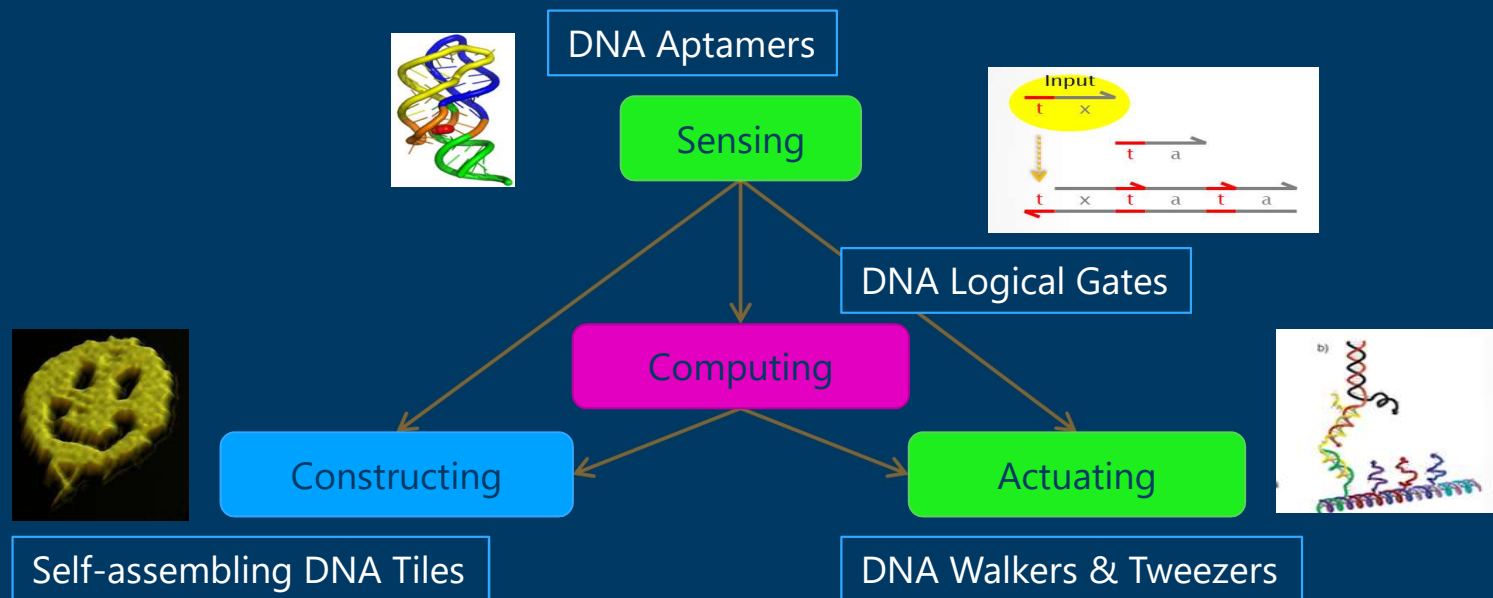 DNA Aptamers
Sensing
Input
t x
t a
t x t a t a
DNA Logical Gates
Computing
b)
Constructing
Actuating
Self-assembling DNA Tiles
DNA Walkers & Tweezers